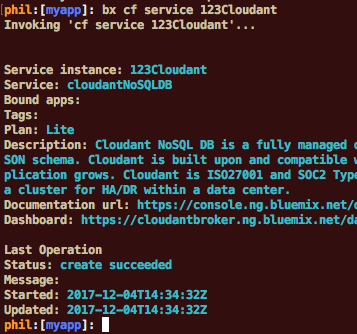 phil:[myapp]: bx cf service 123Cloudant
Invoking 'cf service 123Cloudant'...
Service instance: 123Cloudant
Service: cloudantNoSQLDB
Bound apps:
Tags:
Plan: Lite
Description: Cloudant NoSQL DB is a fully managed
SON schema. Cloudant is built upon and compatible
plication grows. Cloudant is ISO27001 and SOC2 Type
a cluster for HA/DR within a data center.
Documentation url: https://console.ng.bluemix.net/
Dashboard: https://cloudantbroker.ng.bluemix.net/da
Last Operation
Status: create succeeded
Message:
Started: 2017-12-04T14:34:32Z
Updated: 2017-12-04T14:34:32Z
phil:[myapp]: